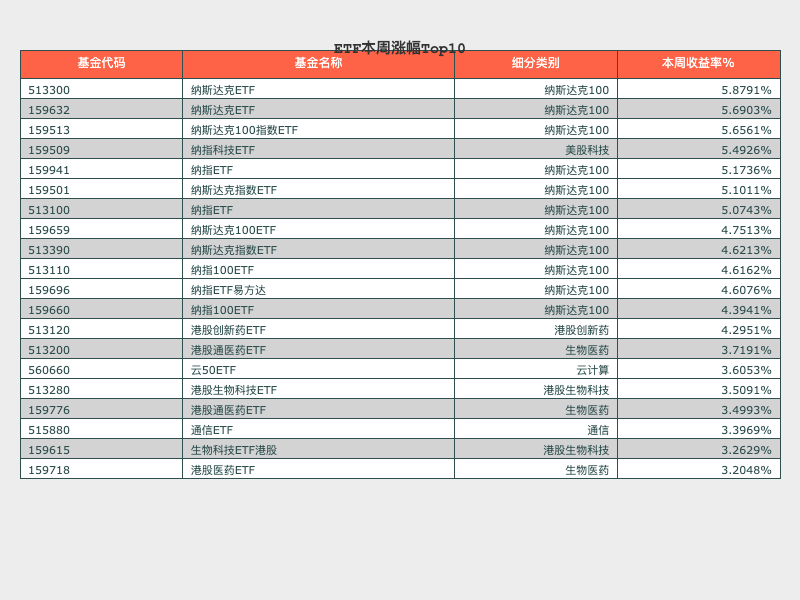 ETF本周涨幅Top10
基金代码 基金名称 细分类别 本周收益率%
513300 纳斯达克ETF 纳斯达克100 5.8791%
159632 纳斯达克ETF 纳斯达克100 5.6903%
159513 纳斯达克100指数ETF 纳斯达克100 5.6561%
159509 纳指科技ETF 美股科技 5.4926%
159941 纳指ETF 纳斯达克100 5.1736%
159501 纳斯达克指数ETF 纳斯达克100 5.1011%
513100 纳指ETF 纳斯达克100 5.0743%
159659 纳斯达克100ETF 纳斯达克100 4.7513%
513390 纳斯达克指数ETF 纳斯达克100 4.6213%
513110 纳指100ETF 纳斯达克100 4.6162%
159696 纳指ETF易方达 纳斯达克100 4.6076%
159660 纳指100ETF 纳斯达克100 4.3941%
513120 港股创新药ETF 港股创新药 4.2951%
513200 港股通医药ETF 生物医药 3.7191%
560660 云50ETF 云计算 3.6053%
513280 港股生物科技ETF 港股生物科技 3.5091%
159776 港股通医药ETF 生物医药 3.4993%
515880 通信ETF 通信 3.3969%
159615 生物科技ETF港股 港股生物科技 3.2629%
159718 港股医药ETF 生物医药 3.2048%